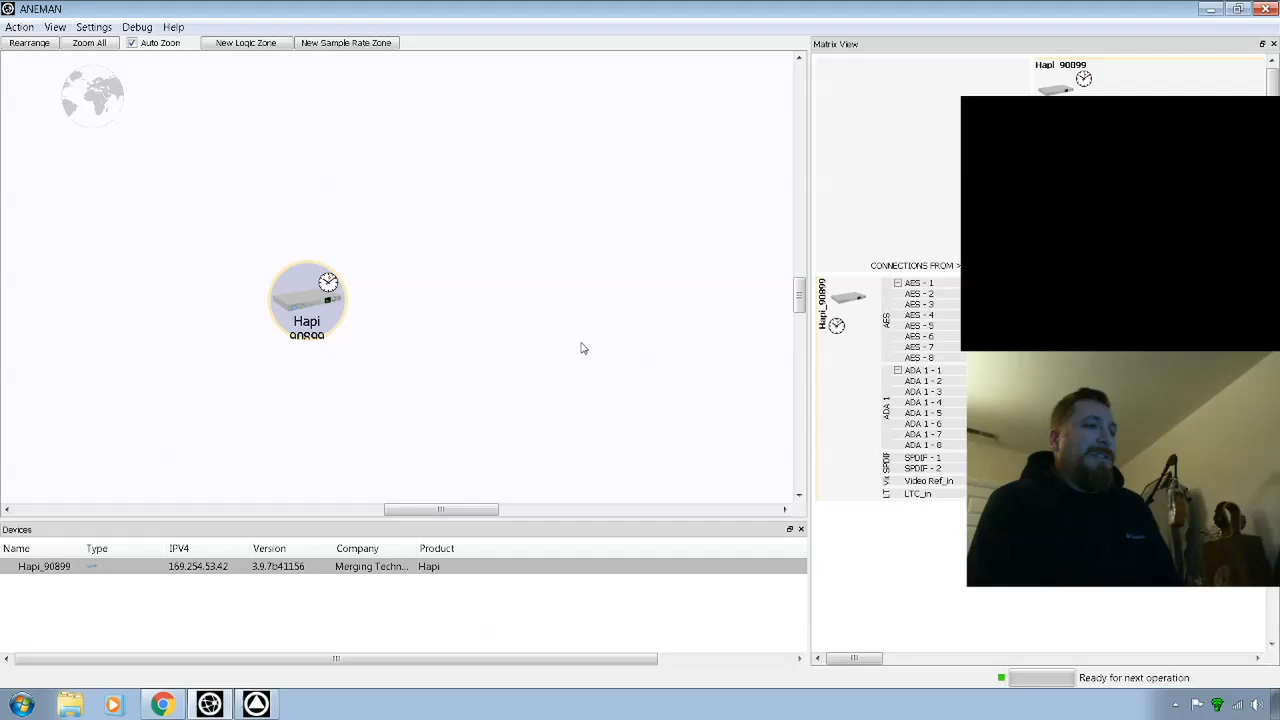 ANEMAN
Action View Settings Debug Help
Rearrange Zoom All Auto Zoom New Logic Zone New Sample Rate Zone
Matrix View
Hapi_90899
Hapi
90899
CONNECTIONS FROM >
Hapi_90899
AES
AES - 1
AES - 2
AES - 3
AES - 4
AES - 5
AES - 6
AES - 7
AES - 8
ADA 1
ADA 1 - 1
ADA 1 - 2
ADA 1 - 3
ADA 1 - 4
ADA 1 - 5
ADA 1 - 6
ADA 1 - 7
ADA 1 - 8
SPDIF - 1
SPDIF - 2
Video Ref_in
LTC_in
Devices
Name Type IPV4 Version Company Product
Hapi_90899 169.254.53.42 3.9.7b41156 Merging Techn... Hapi
Ready for next operation